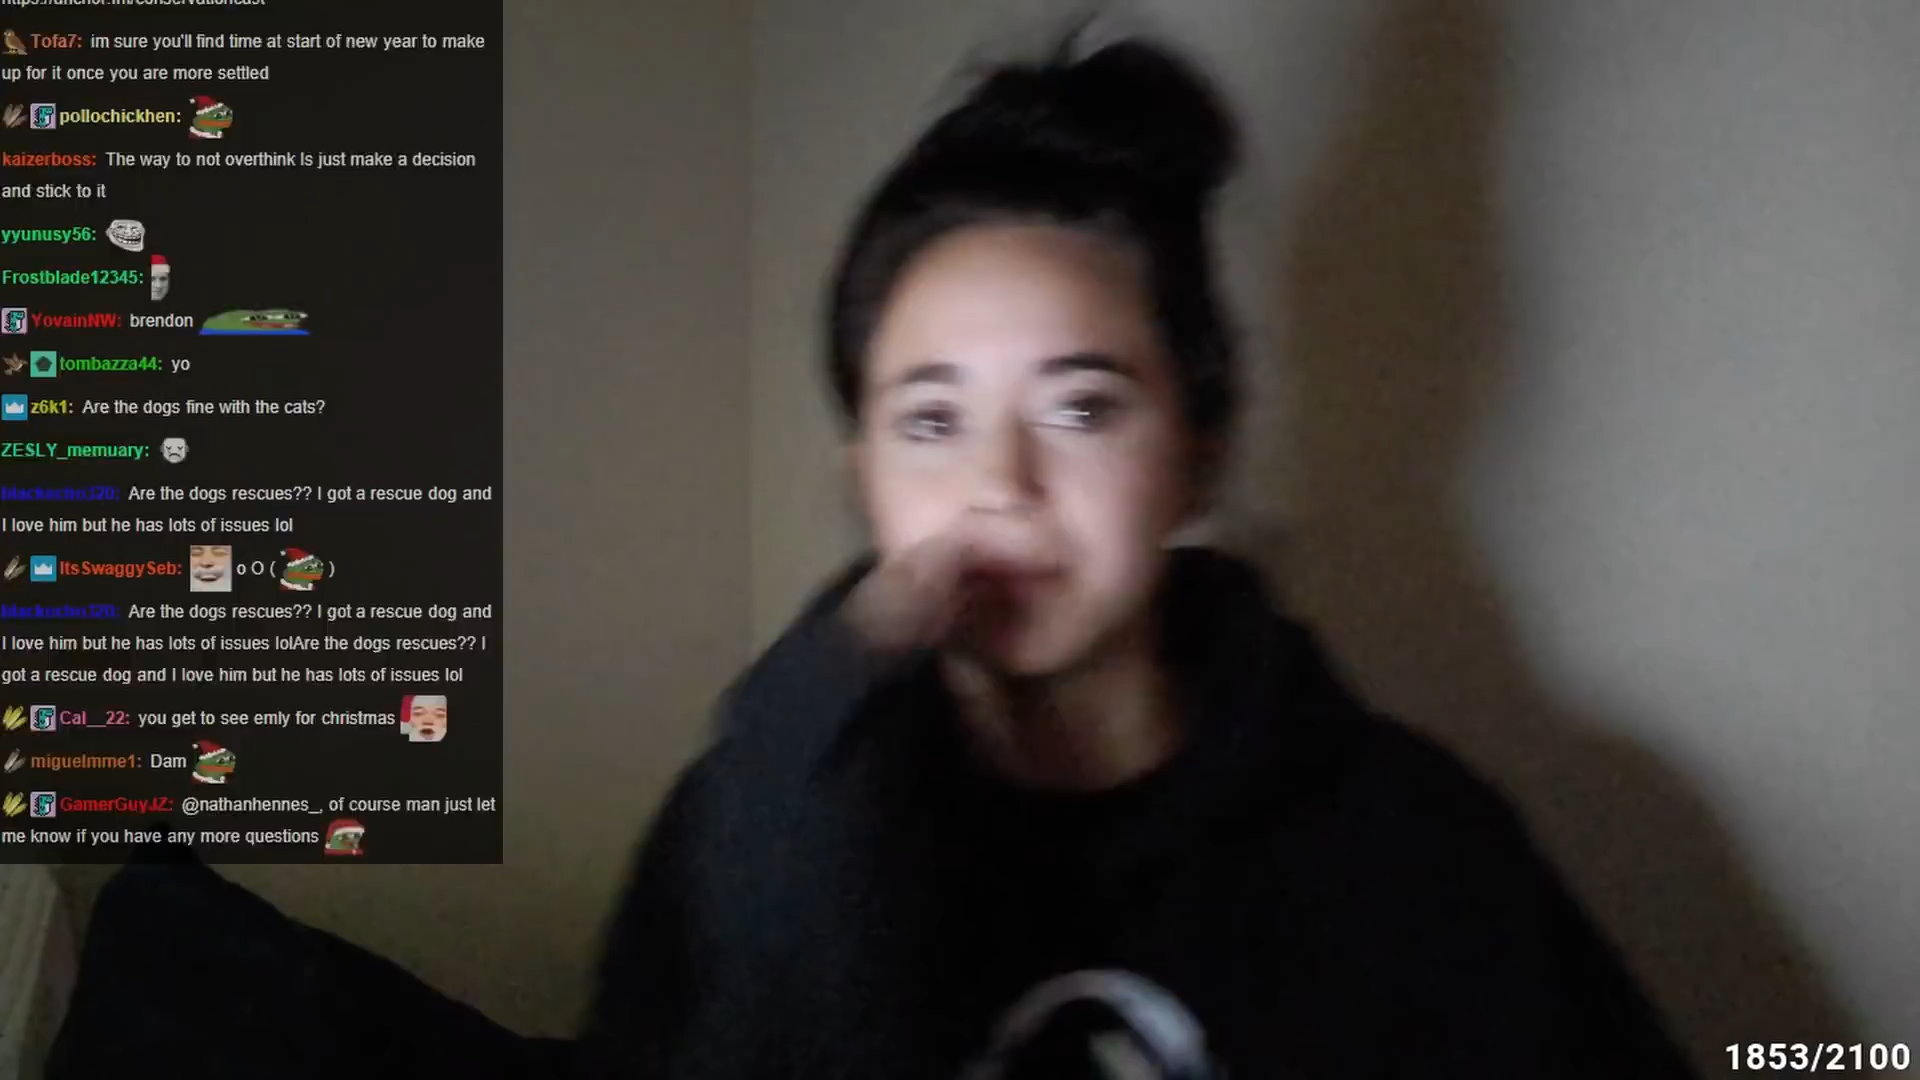 Tofa7: im sure you'll find time at start of new year to make
up for it once you are more settled
pollochickhen:
kaizerboss: The way to not overthink Is just make a decision
and stick to it
yyunusy56:
Frostblade12345:
YovainNW: brendon
tombazza44: yo
z6k1: Are the dogs fine with the cats?
ZESLY_memuary:
Are the dogs rescues?? I got a rescue dog and
I love him but he has lots of issues lol
ItsSwaggySeb: o O ( )
Are the dogs rescues?? I got a rescue dog and
I love him but he has lots of issues lolAre the dogs rescues?? I
got a rescue dog and I love him but he has lots of issues lol
Cal__22: you get to see emly for christmas
miguelmme1: Dam
GamerGuyJZ: @nathanhennes_, of course man just let
me know if you have any more questions
1853/2100